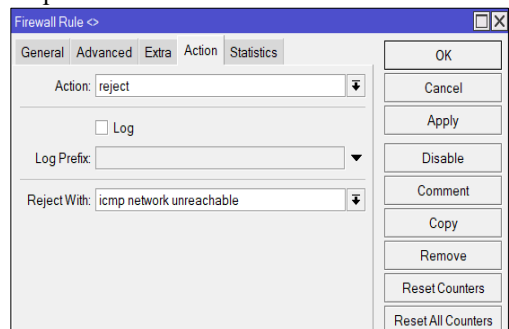 Firewall Rule <>
General Advanced Extra Action Statistics
Action: reject
Log
Log Prefix:
Reject With: icmp network unreachable
OK
Cancel
Apply
Disable
Comment
Copy
Remove
Reset Counters
Reset All Counters